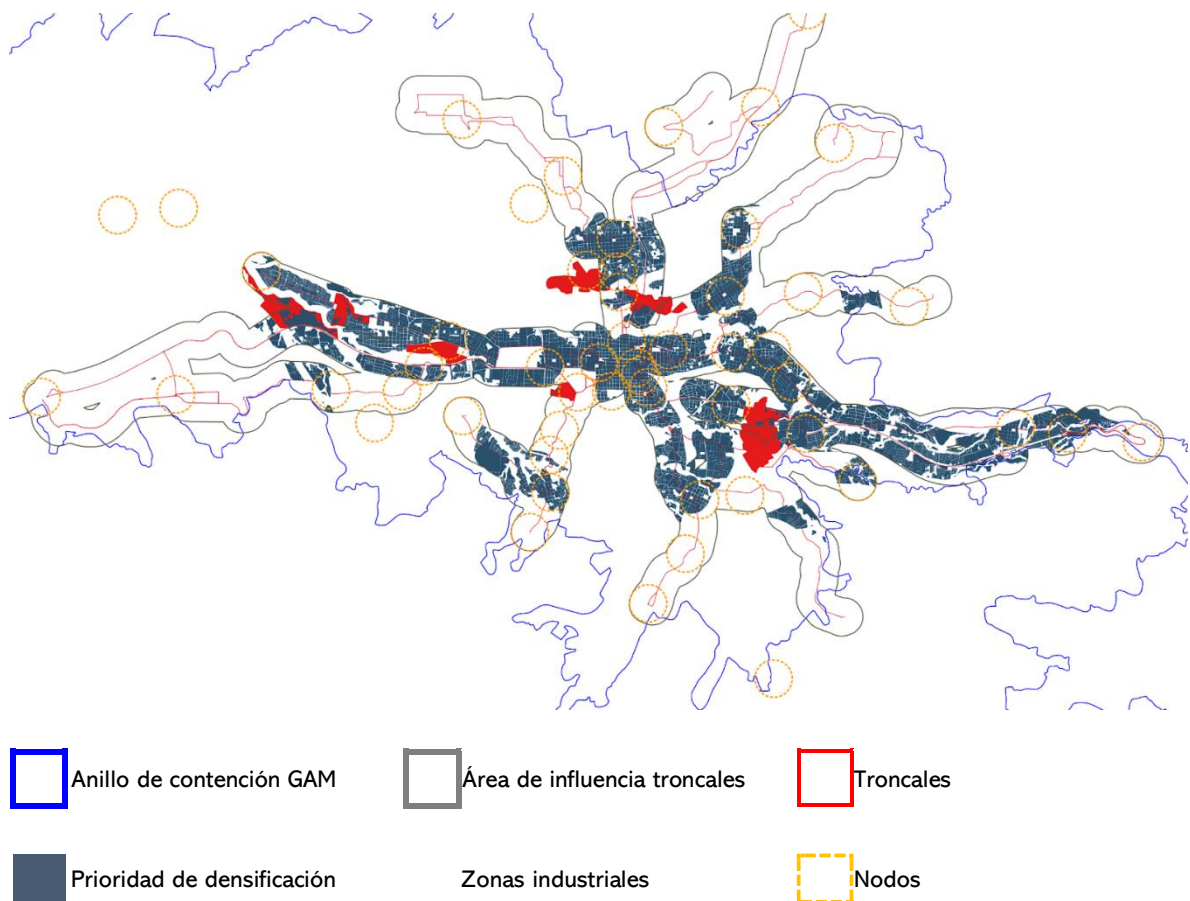 Anillo de contención GAM
Área de influencia troncales
Troncales
Prioridad de densificación
Zonas industriales
Nodos